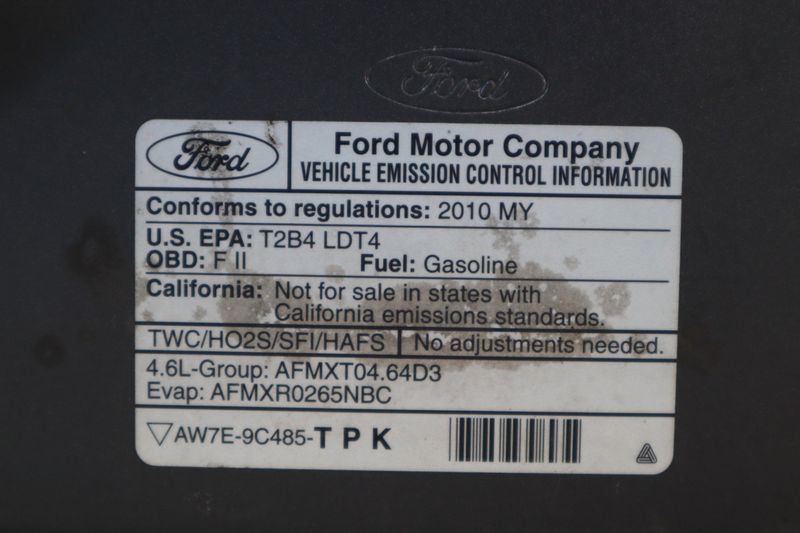 Ford
Ford
Ford Motor Company
VEHICLE EMISSION CONTROL INFORMATION
Conforms to regulations: 2010 MY
U.S. EPA: T2B4 LDT4
OBD: F II Fuel: Gasoline
California: Not for sale in states with
California emissions standards.
TWC/HO2S/SFI/HAFS No adjustments needed.
4.6L-Group: AFMXT04.64D3
Evap: AFMXR0265NBC
▽AW7E-9C485-T P K